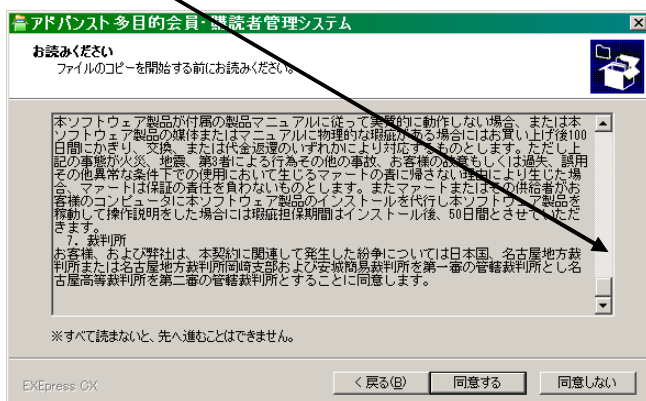 アドバンスト多目的会員・購読者管理システム
お読みください
ファイルのコピーを開始する前にお読みください。
本ソフトウェア製品が付属の製品マニュアルに従って実質的に動作しない場合、または本
ソフトウェア製品の媒体またはマニュアルに物理的な瑕疵がある場合にはお買い上げ後100
日間にかぎり、交換、または代金返還のいずれかにより対応するものとします。ただし上
記の事態が火災、地震、第3者による行為その他の事故、お客様の故意もしくは過失、誤用
その他異常な条件下での使用において生じるマァートの責に帰さない理由により生じた場
合、マァートは保証の責任を負わないものとします。またマァートまたはその供給者がお
客様のコンピュータに本ソフトウェア製品のインストールを代行し本ソフトウェア製品を
稼動して操作説明をした場合には瑕疵担保期間はインストール後、50日間とさせていただ
きます。
7. 裁判所
お客様、および弊社は、本契約に関連して発生した紛争については日本国、名古屋地方裁
判所または名古屋地方裁判所岡崎支部および安城簡易裁判所を第一審の管轄裁判所とし名
古屋高等裁判所を第二審の管轄裁判所とすることに同意します。
※すべて読まないと、先へ進むことはできません。
EXEpress CX
< 戻る(B)
同意する
同意しない